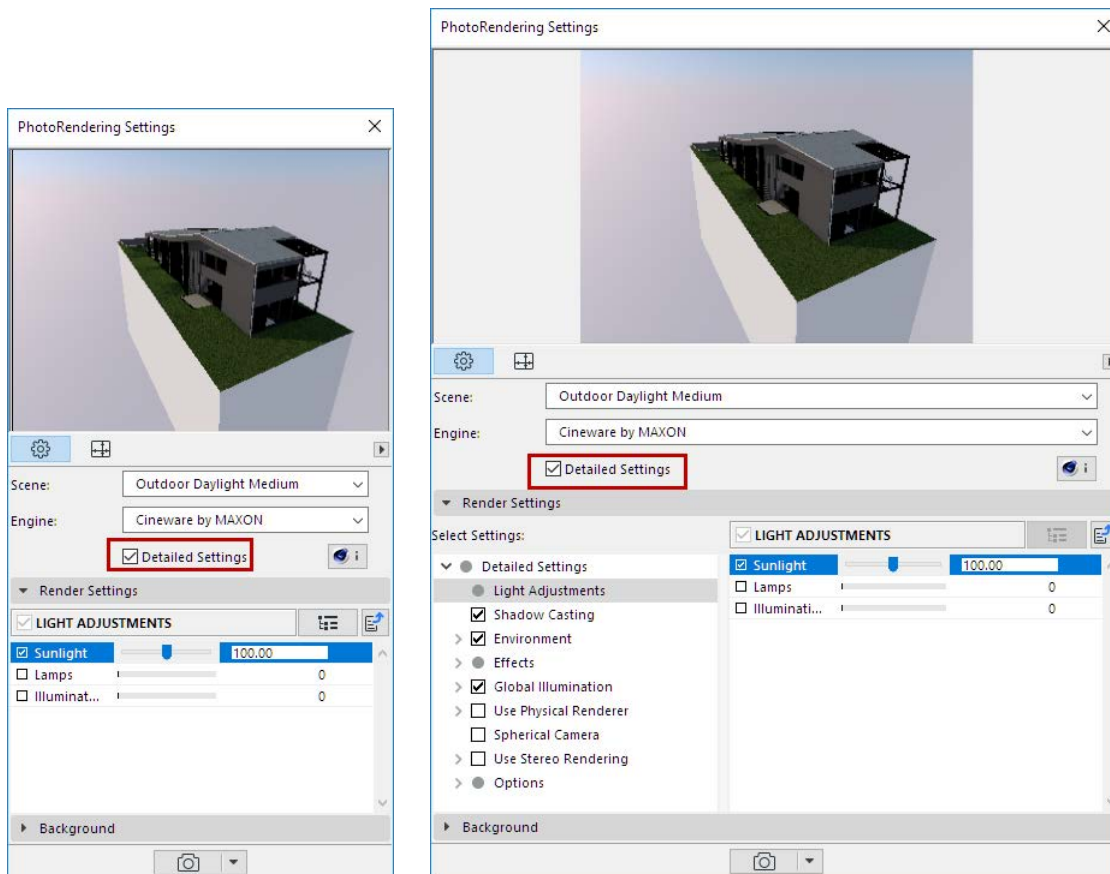 PhotoRendering Settings
Scene:
Outdoor Daylight Medium
Engine:
Cineware by MAXON
Detailed Settings
i
Render Settings
LIGHT ADJUSTMENTS
Sunlight
100.00
Lamps
0
Illuminat...
0
Background
PhotoRendering Settings
Scene:
Outdoor Daylight Medium
Engine:
Cineware by MAXON
Detailed Settings
i
Render Settings
Select Settings:
Detailed Settings
Light Adjustments
Shadow Casting
Environment
Effects
Global Illumination
Use Physical Renderer
Spherical Camera
Use Stereo Rendering
Options
LIGHT ADJUSTMENTS
Sunlight
100.00
Lamps
0
Illuminati...
0
Background